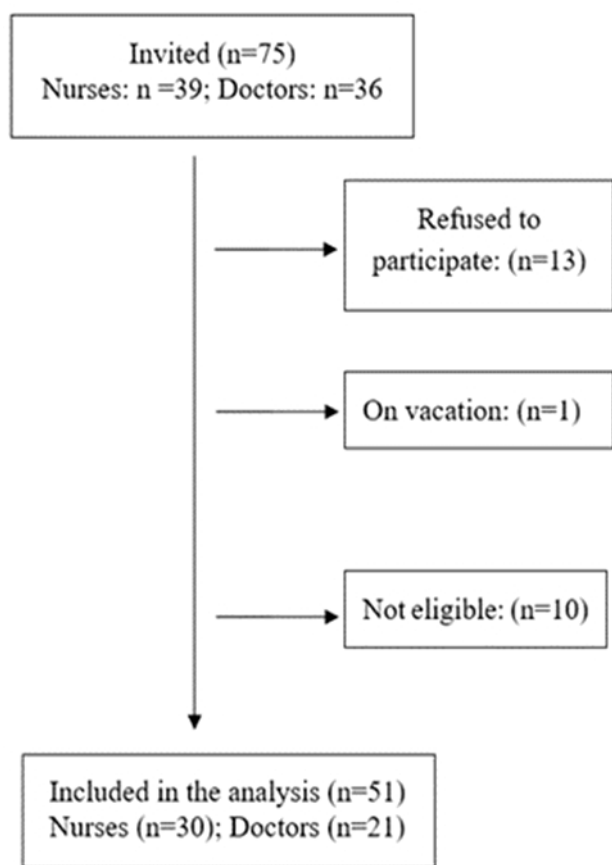 Invited (n=75)
Nurses: n =39; Doctors: n=36
Refused to
participate: (n=13)
On vacation: (n=1)
Not eligible: (n=10)
Included in the analysis (n=51)
Nurses (n=30); Doctors (n=21)